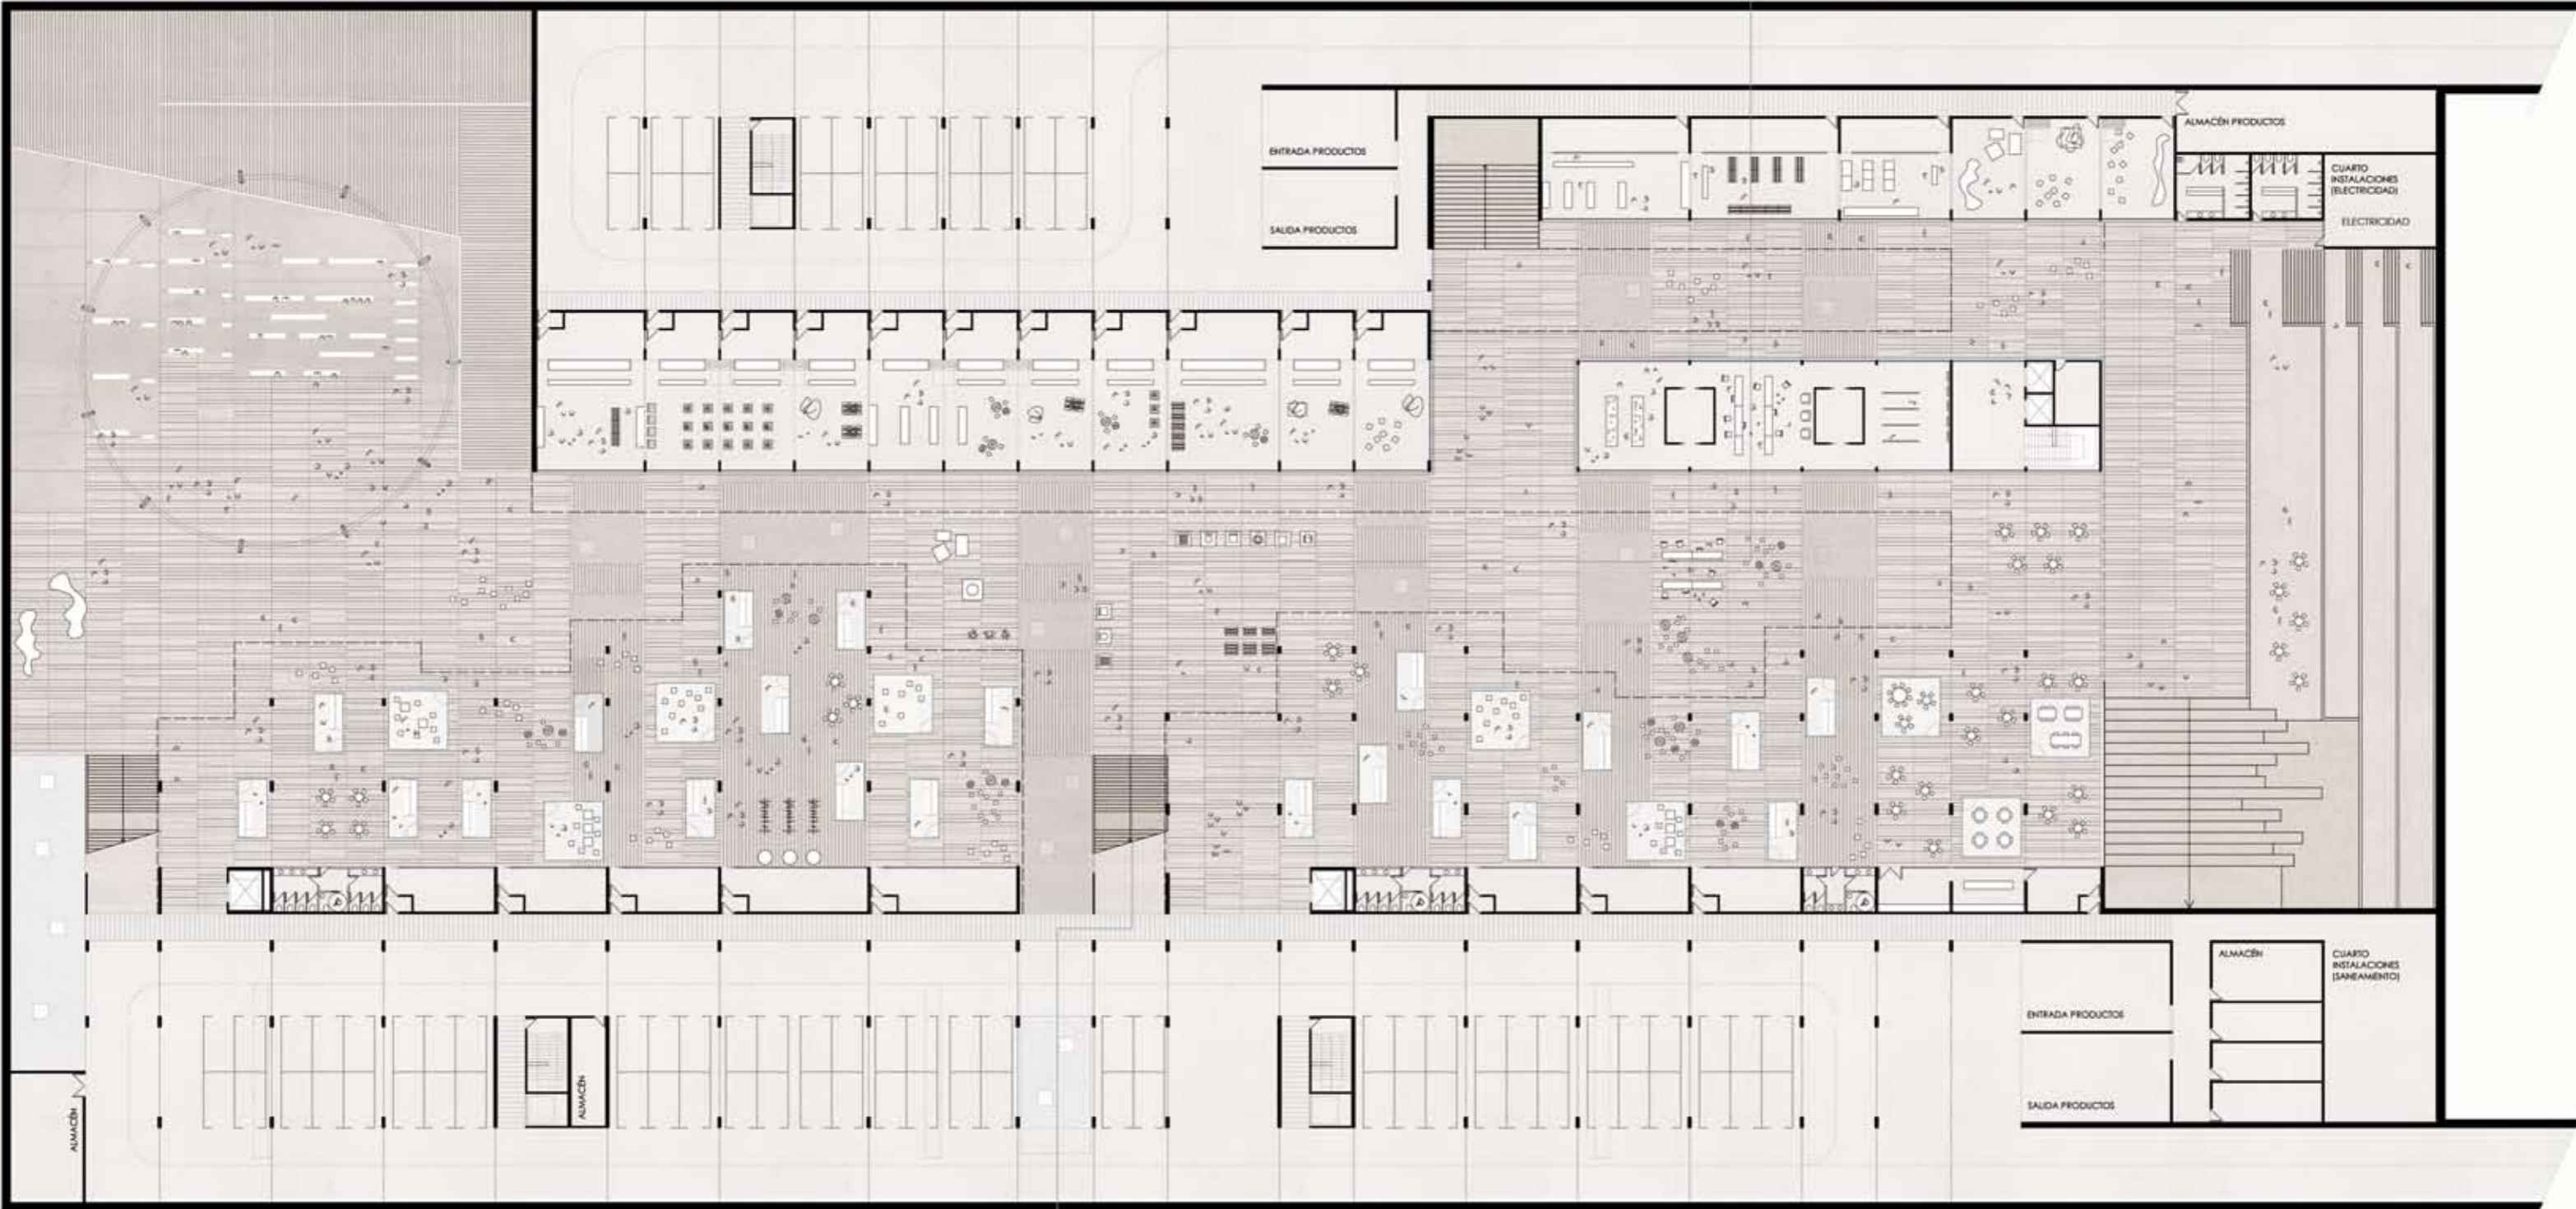 ALMACÉN PRODUCTOS
ENTRADA PRODUCTOS
CUARTO
INSTALACIONES
(ELECTRICIDAD)
ELECTRICIDAD
SALIDA PRODUCTOS
ALMACÉN
CUARTO
INSTALACIONES
(SANEAMIENTO)
ENTRADA PRODUCTOS
SALIDA PRODUCTOS
ALMACÉN
ALMACÉN